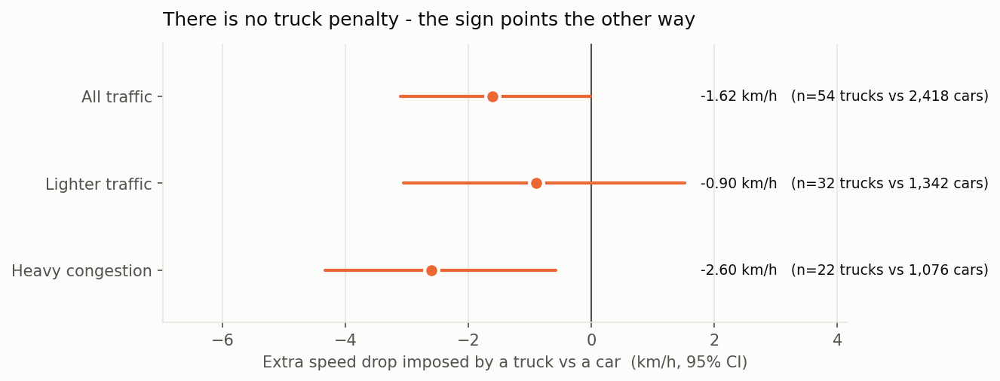 There is no truck penalty - the sign points the other way
All traffic
-1.62 km/h (n=54 trucks vs 2,418 cars)
Lighter traffic
-0.90 km/h (n=32 trucks vs 1,342 cars)
Heavy congestion
-2.60 km/h (n=22 trucks vs 1,076 cars)
−6 −4 −2 0 2 4
Extra speed drop imposed by a truck vs a car (km/h, 95% CI)